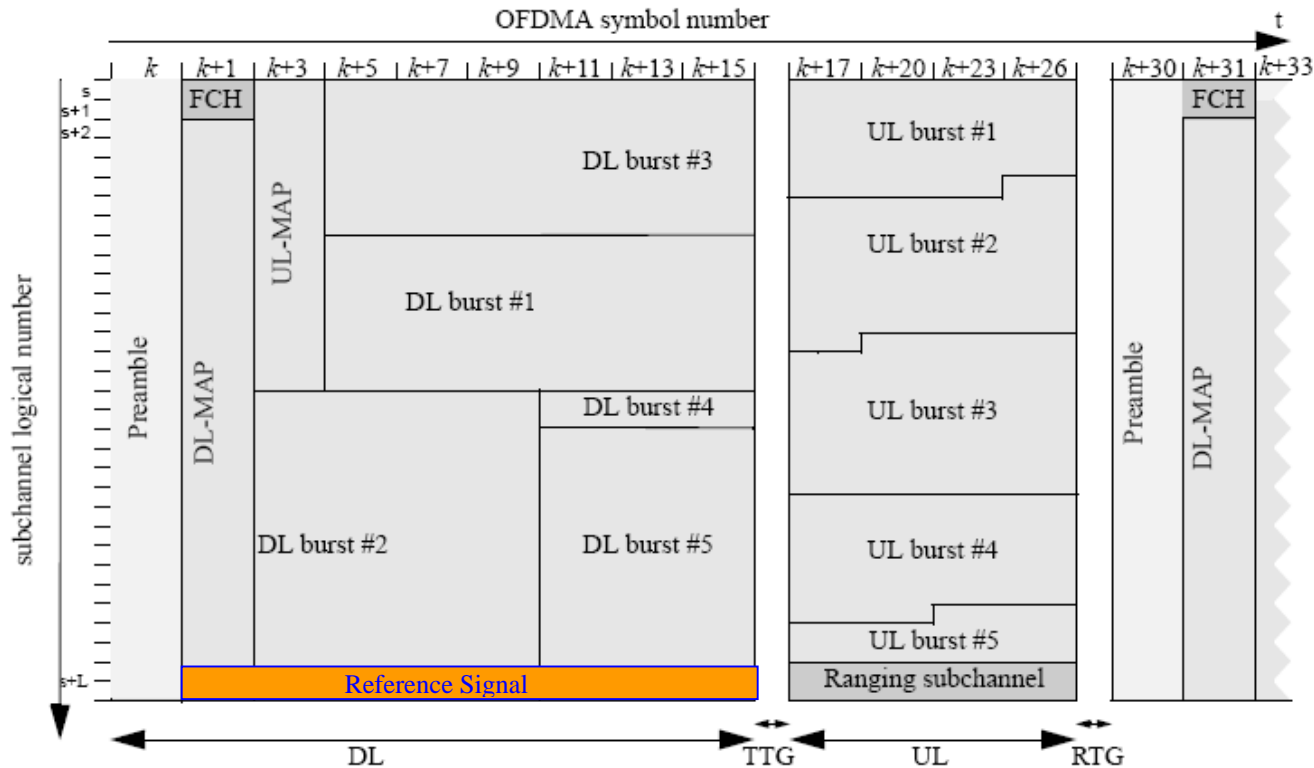 OFDMA symbol number
t
k k+1 k+3 k+5 k+7 k+9 k+11 k+13 k+15 k+17 k+20 k+23 k+26 k+30 k+31 k+33
s
s+1
s+2
s+L
subchannel logical number
Preamble
FCH
DL-MAP
UL-MAP
DL burst #3
DL burst #1
DL burst #4
DL burst #2
DL burst #5
Reference Signal
UL burst #1
UL burst #2
UL burst #3
UL burst #4
UL burst #5
Ranging subchannel
Preamble
FCH
DL-MAP
DL
TTG
UL
RTG